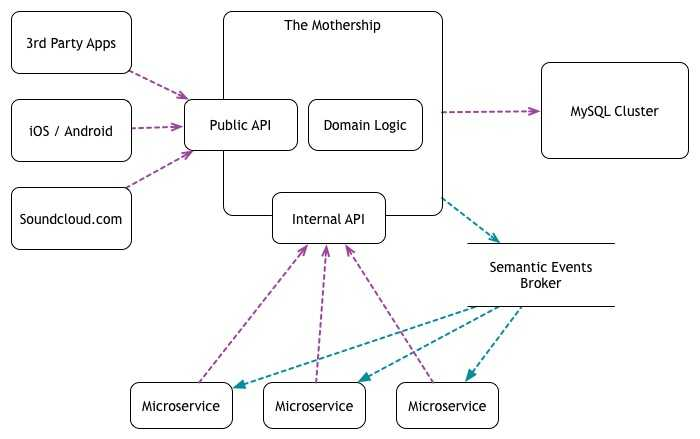 The Mothership
3rd Party Apps
iOS / Android
Soundcloud.com
Public API
Domain Logic
Internal API
MySQL Cluster
Semantic Events
Broker
Microservice
Microservice
Microservice